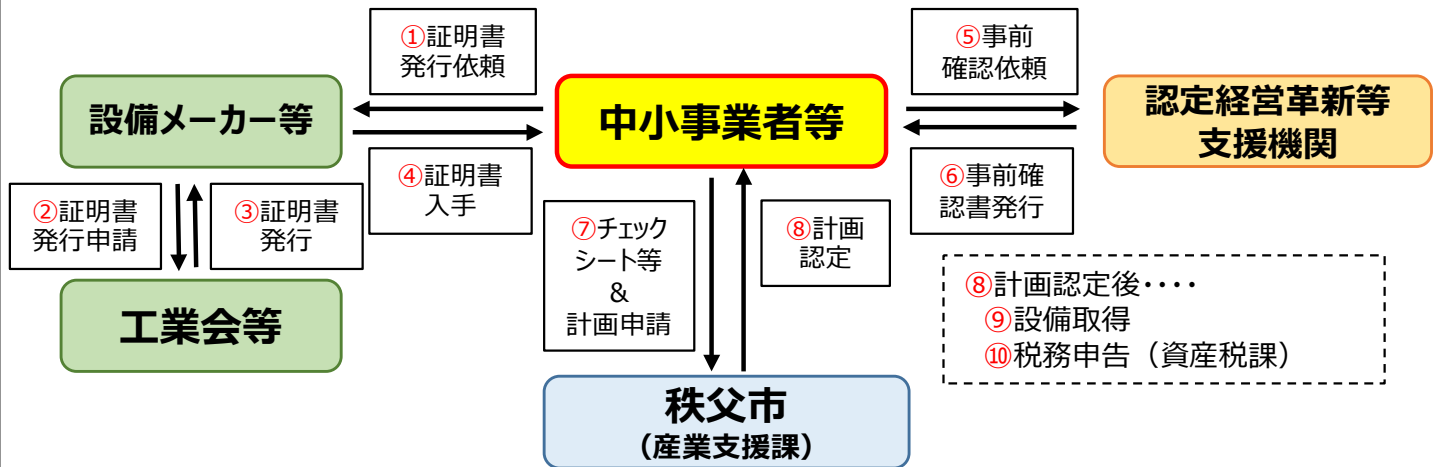 ①証明書
発行依頼
⑤事前
確認依頼
設備メーカー等
中小事業者等
認定経営革新等
支援機関
④証明書
入手
⑥事前確
認書発行
②証明書
発行申請
③証明書
発行
⑦チェック
シート等
&
計画申請
⑧計画
認定
工業会等
⑧計画認定後････
⑨設備取得
⑩税務申告（資産税課）
秩父市
（産業支援課）